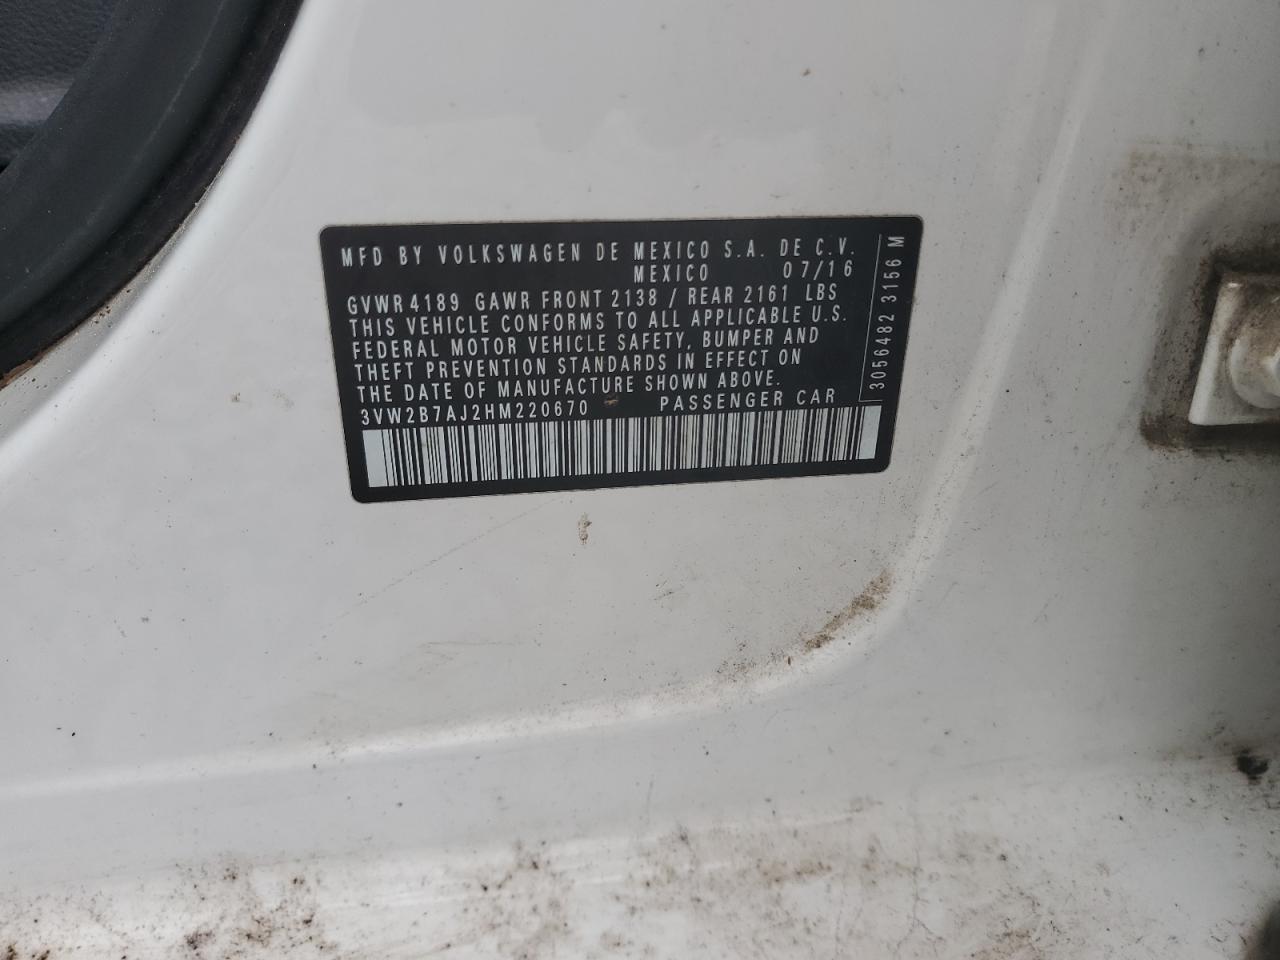 MFD BY VOLKSWAGEN DE MEXICO S.A. DE C.V.
MEXICO 07/16
GVWR 4189 GAWR FRONT 2138 / REAR 2161 LBS
THIS VEHICLE CONFORMS TO ALL APPLICABLE U.S.
FEDERAL MOTOR VEHICLE SAFETY, BUMPER AND
THEFT PREVENTION STANDARDS IN EFFECT ON
THE DATE OF MANUFACTURE SHOWN ABOVE.
3VW2B7AJ2HM220670 PASSENGER CAR
3056482 3156 M